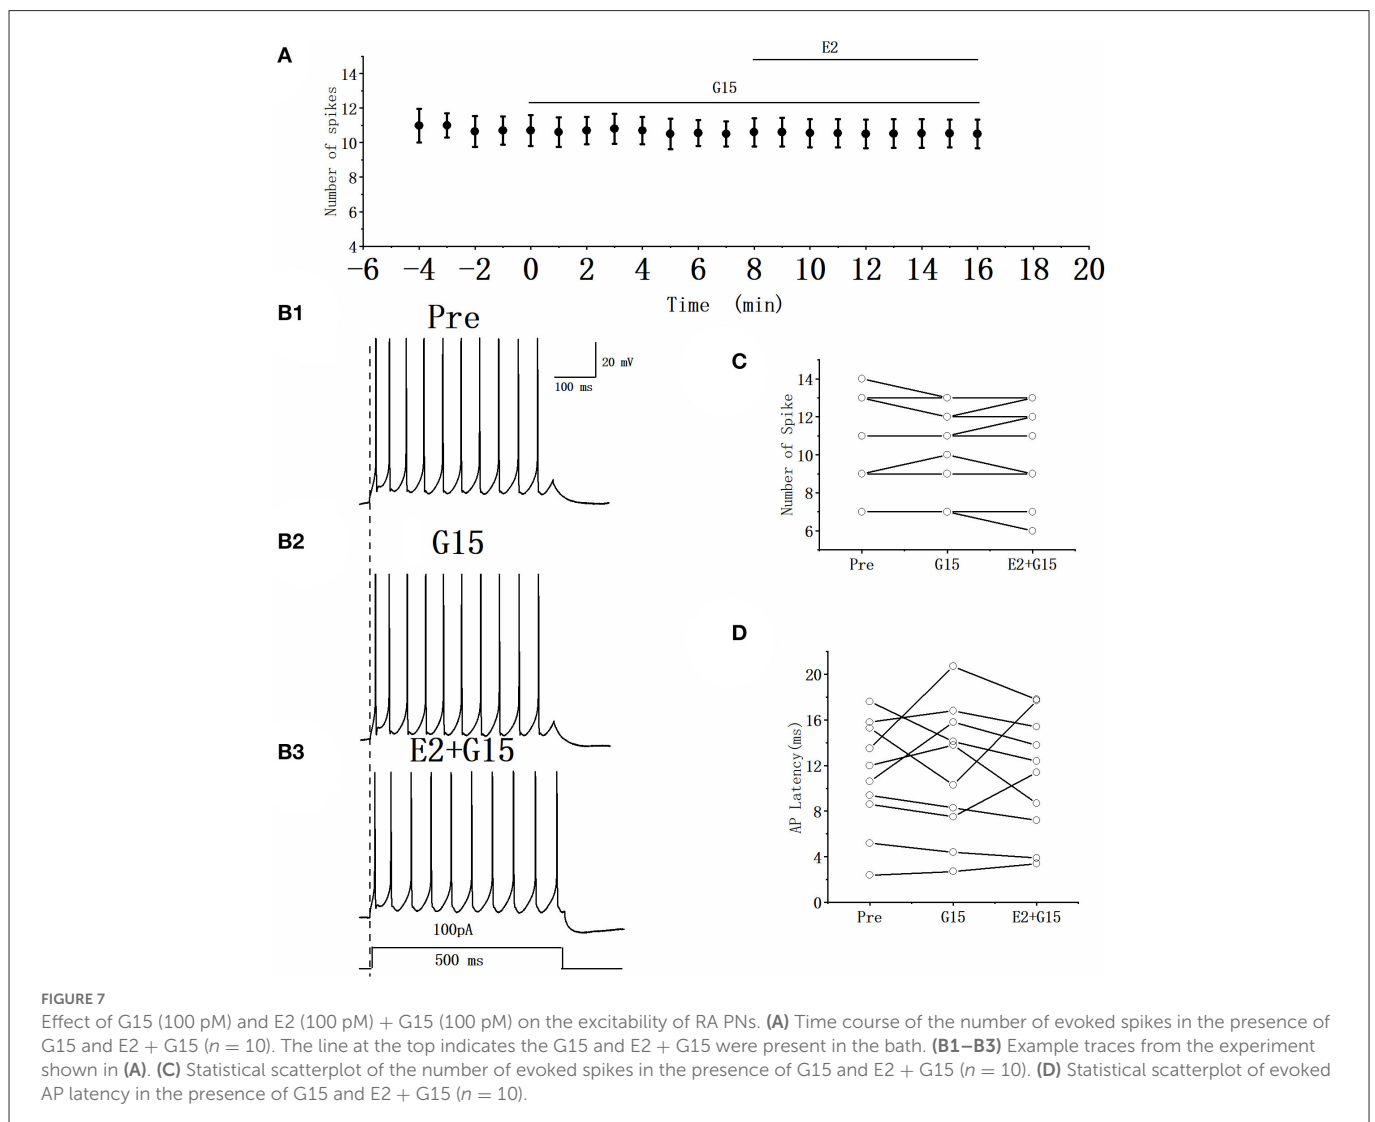 A
E2
G15
Number of spikes
14
12
10
8
6
4
−6 −4 −2 0 2 4 6 8 10 12 14 16 18 20
Time (min)
B1
Pre
20 mV
100 ms
B2
G15
B3
E2+G15
100pA
500 ms
C
Number of Spike
14
12
10
8
6
Pre G15 E2+G15
D
AP Latency(ms)
20
16
12
8
4
0
Pre G15 E2+G15
FIGURE 7
Effect of G15 (100 pM) and E2 (100 pM) + G15 (100 pM) on the excitability of RA PNs. (A) Time course of the number of evoked spikes in the presence of
G15 and E2 + G15 (n = 10). The line at the top indicates the G15 and E2 + G15 were present in the bath. (B1–B3) Example traces from the experiment
shown in (A). (C) Statistical scatterplot of the number of evoked spikes in the presence of G15 and E2 + G15 (n = 10). (D) Statistical scatterplot of evoked
AP latency in the presence of G15 and E2 + G15 (n = 10).